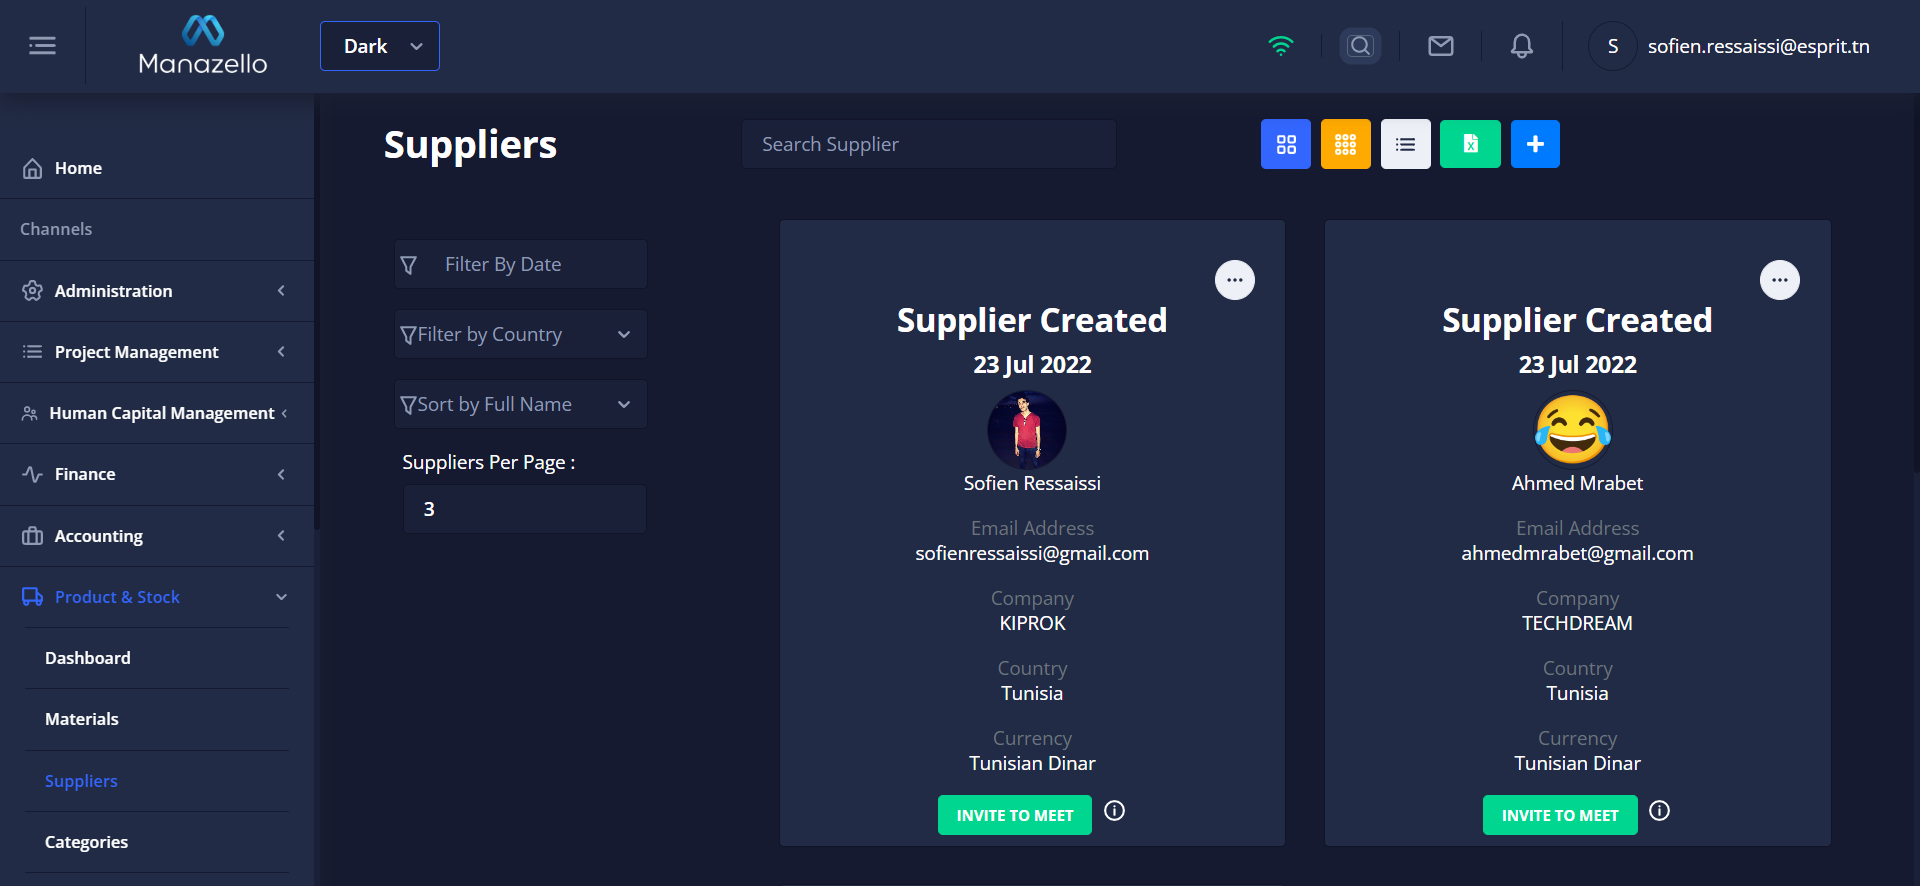 Manazello
Dark
S
sofien.ressaissi@esprit.tn
Home
Channels
Administration
Project Management
Human Capital Management
Finance
Accounting
Product & Stock
Dashboard
Materials
Suppliers
Categories
Suppliers
Search Supplier
Filter By Date
Filter by Country
Sort by Full Name
Suppliers Per Page :
3
Supplier Created
23 Jul 2022
Sofien Ressaissi
Email Address
sofienressaissi@gmail.com
Company
KIPROK
Country
Tunisia
Currency
Tunisian Dinar
INVITE TO MEET
Supplier Created
23 Jul 2022
Ahmed Mrabet
Email Address
ahmedmrabet@gmail.com
Company
TECHDREAM
Country
Tunisia
Currency
Tunisian Dinar
INVITE TO MEET